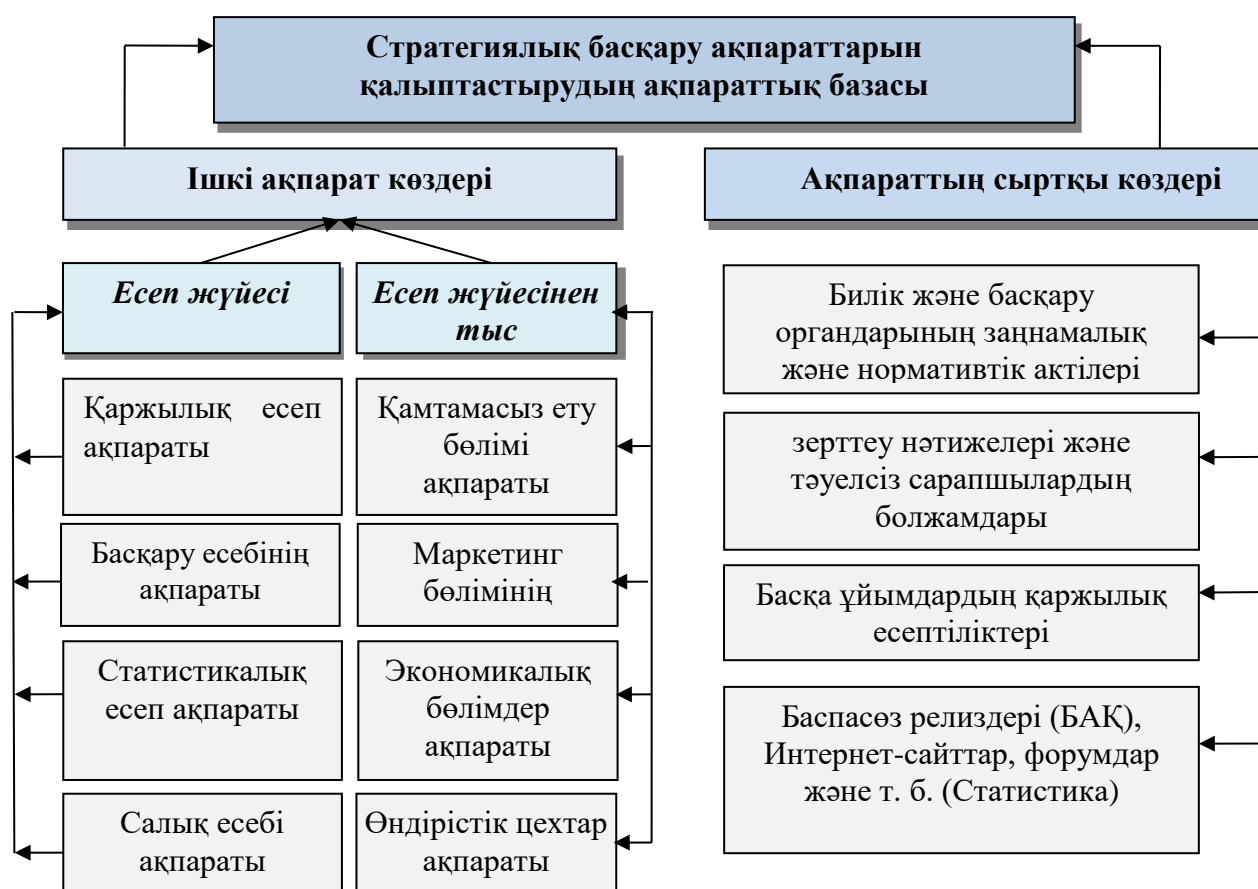 Стратегиялық басқару ақпараттарын
қалыптастырудың ақпараттық базасы
Ішкі ақпарат көздері
Ақпараттың сыртқы көздері
Есеп жүйесі
Есеп жүйесінен
тыс
Қаржылық есеп
ақпараты
Басқару есебінің
ақпараты
Статистикалық
есеп ақпараты
Салық есебі
ақпараты
Қамтамасыз ету
бөлімі
ақпараты
Маркетинг
бөлімінің
Экономикалық
бөлімдер
ақпараты
Өндірістік цехтар
ақпараты
Билік және басқару
органдарының заңнамалық
және нормативтік актілері
зерттеу нәтижелері және
тәуелсіз сарапшылардың
болжамдары
Басқа ұйымдардың қаржылық
есептіліктері
Баспасөз релиздері (БАҚ),
Интернет-сайттар, форумдар
және т. б. (Статистика)